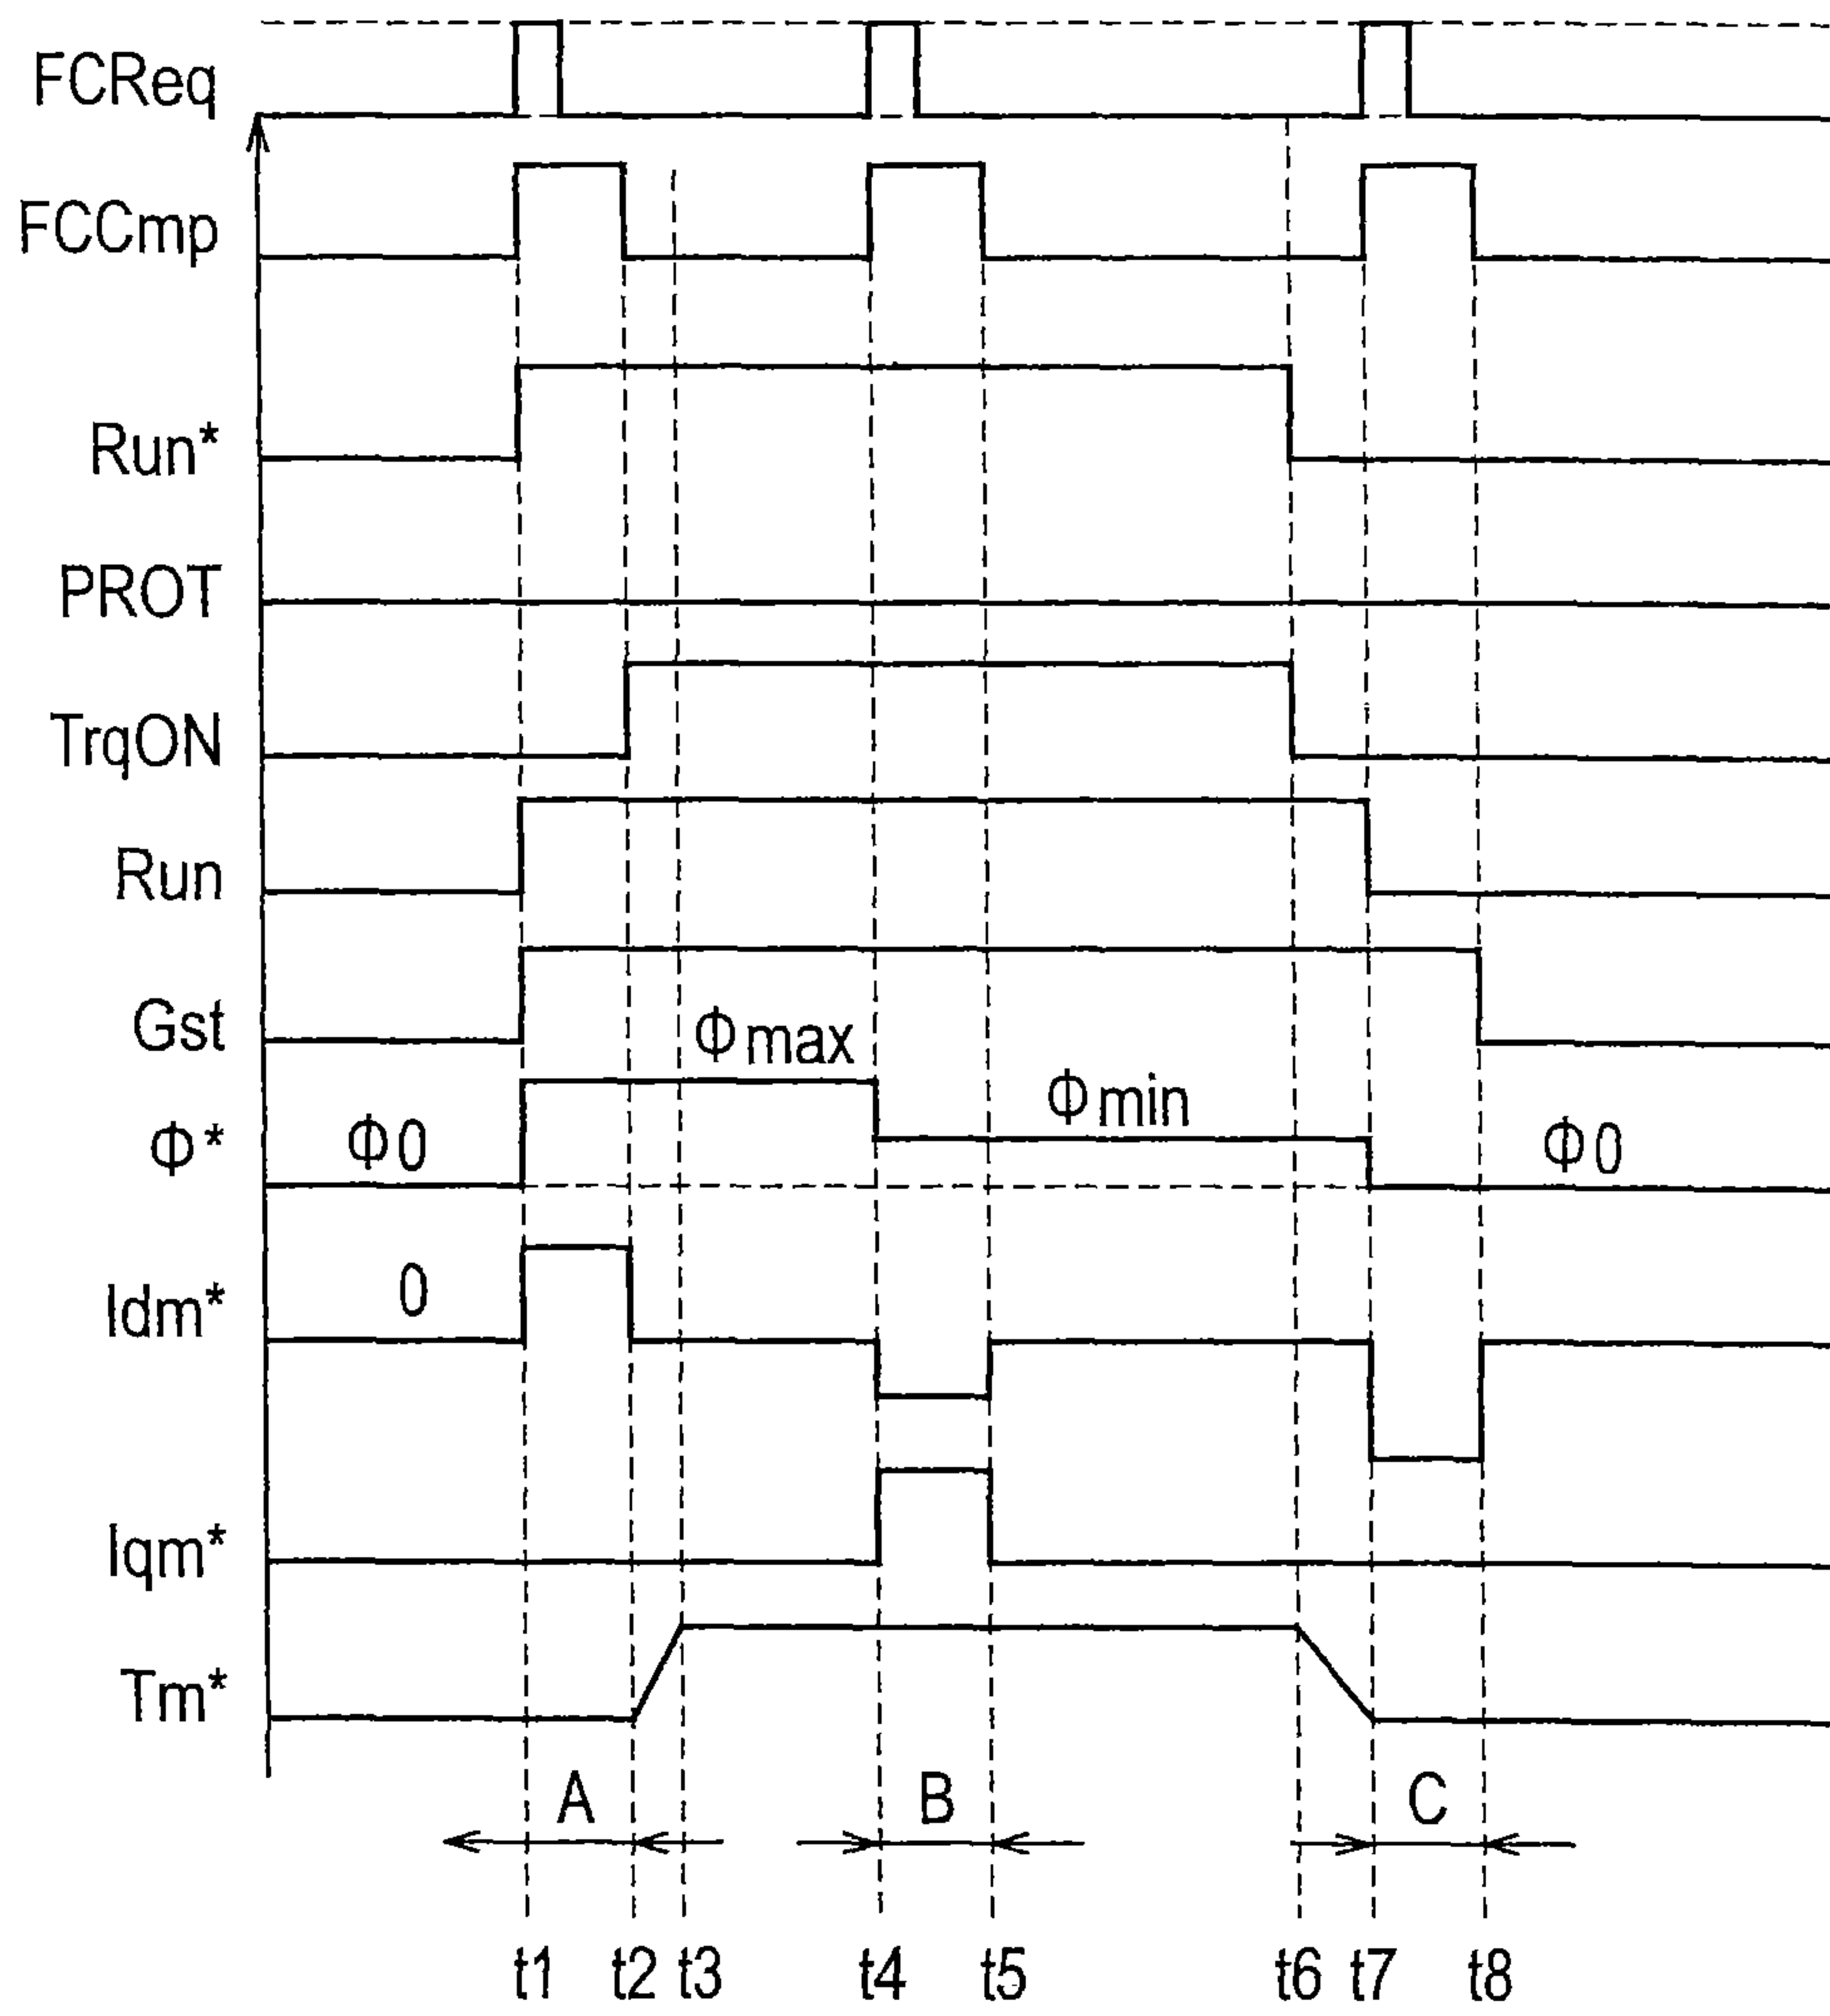 FCReq
FCCmp
Run*
PROT
TrqON
Run
Gst
Φmax
Φmin
Φ* Φ0 Φ0
Idm* 0
Iqm*
Tm*
A B C
t1 t2 t3 t4 t5 t6 t7 t8